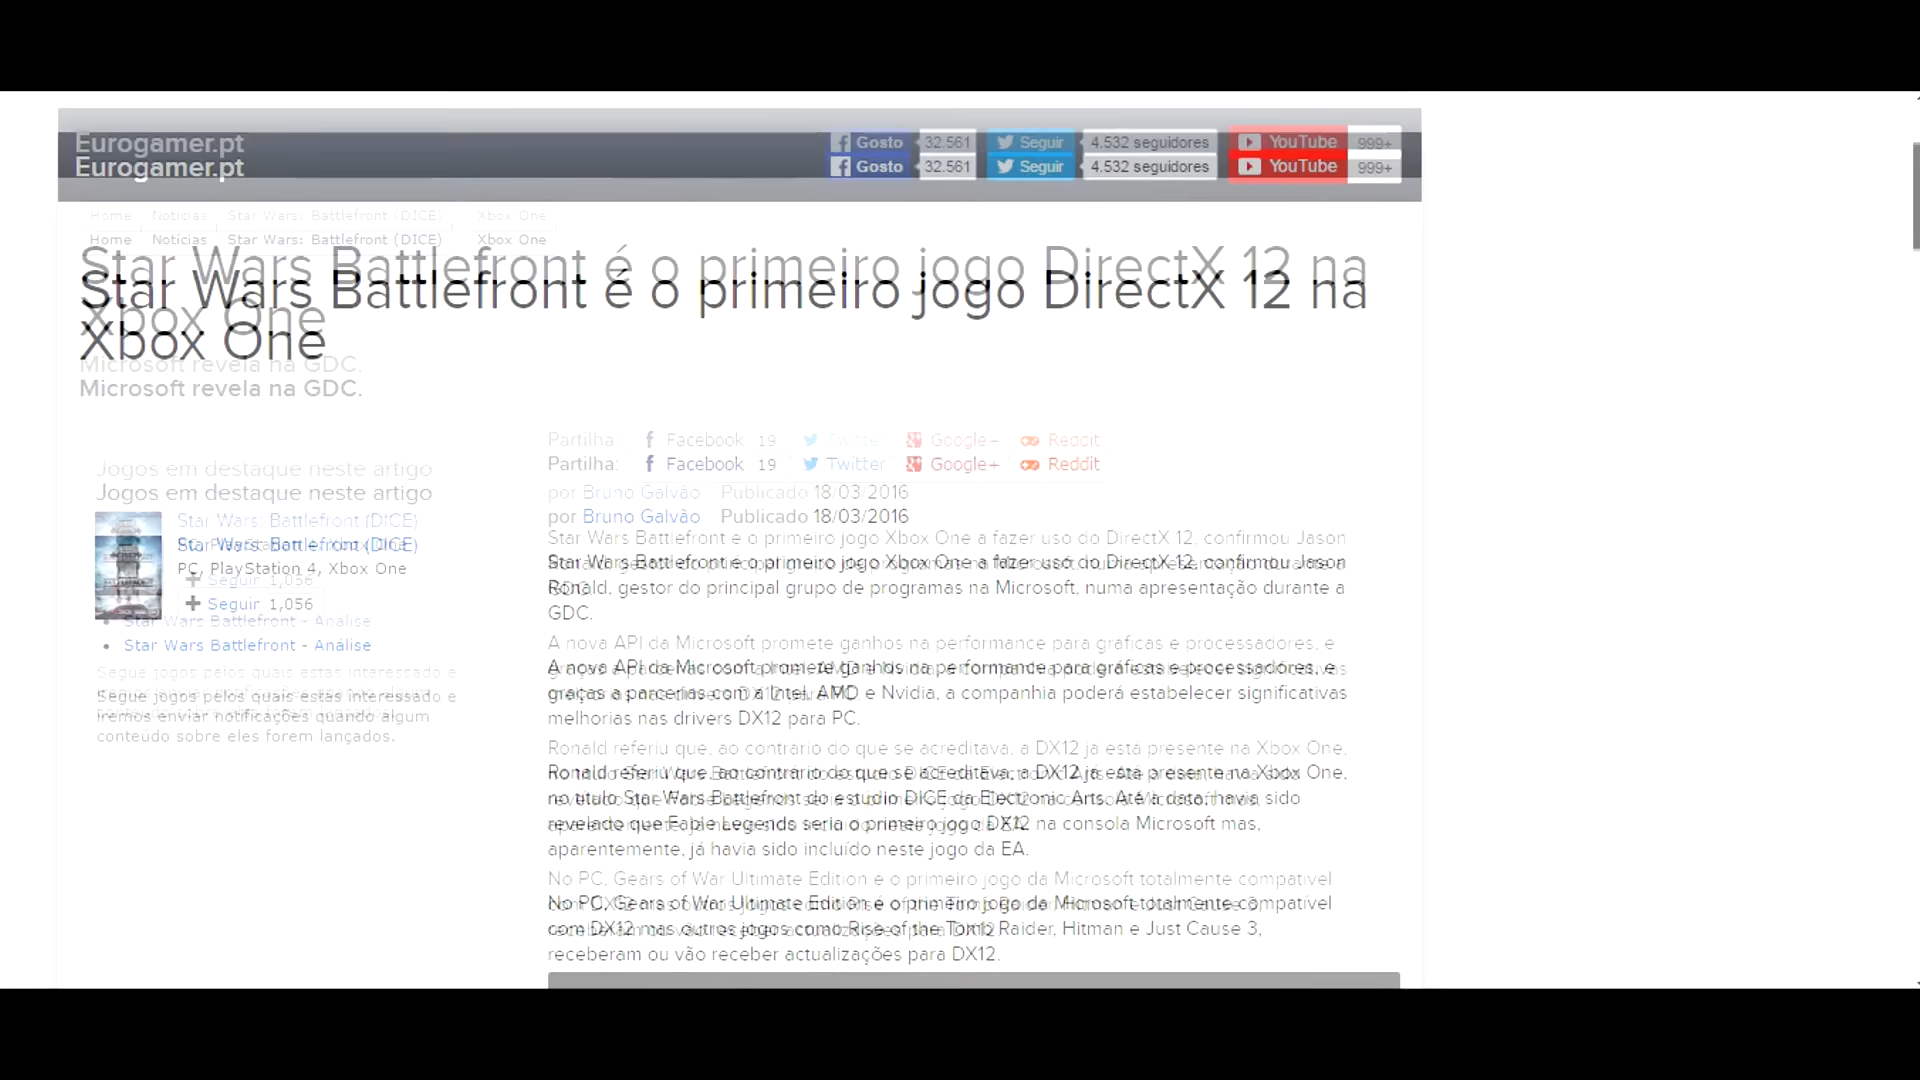 Eurogamer.pt
Gosto 32.561 Seguir 4.532 seguidores YouTube 999+
Home Notícias Star Wars: Battlefront (DICE) Xbox One
Star Wars Battlefront é o primeiro jogo DirectX 12 na
Xbox One
Microsoft revela na GDC.
Partilha: Facebook 19 Twitter Google+ Reddit
Jogos em destaque neste artigo
Star Wars: Battlefront (DICE)
PC, PlayStation 4, Xbox One
Seguir 1,056
Star Wars Battlefront - Análise
Segue jogos pelos quais estás interessado e
iremos enviar notificações quando algum
conteúdo sobre eles forem lançados.
por Bruno Galvão Publicado 18/03/2016
Star Wars Battlefront é o primeiro jogo Xbox One a fazer uso do DirectX 12, confirmou Jason
Ronald, gestor do principal grupo de programas na Microsoft, numa apresentação durante a
GDC.
A nova API da Microsoft promete ganhos na performance para gráficas e processadores, e
graças a parcerias com a Intel, AMD e Nvidia, a companhia poderá estabelecer significativas
melhorias nas drivers DX12 para PC.
Ronald referiu que, ao contrário do que se acreditava, a DX12 já está presente na Xbox One,
no título Star Wars Battlefront do estúdio DICE da Electronic Arts. Até à data, havia sido
revelado que Fable Legends seria o primeiro jogo DX12 na consola Microsoft mas,
aparentemente, já havia sido incluído neste jogo da EA.
No PC, Gears of War Ultimate Edition é o primeiro jogo da Microsoft totalmente compatível
com DX12 mas outros jogos como Rise of the Tomb Raider, Hitman e Just Cause 3,
receberam ou vão receber actualizações para DX12.